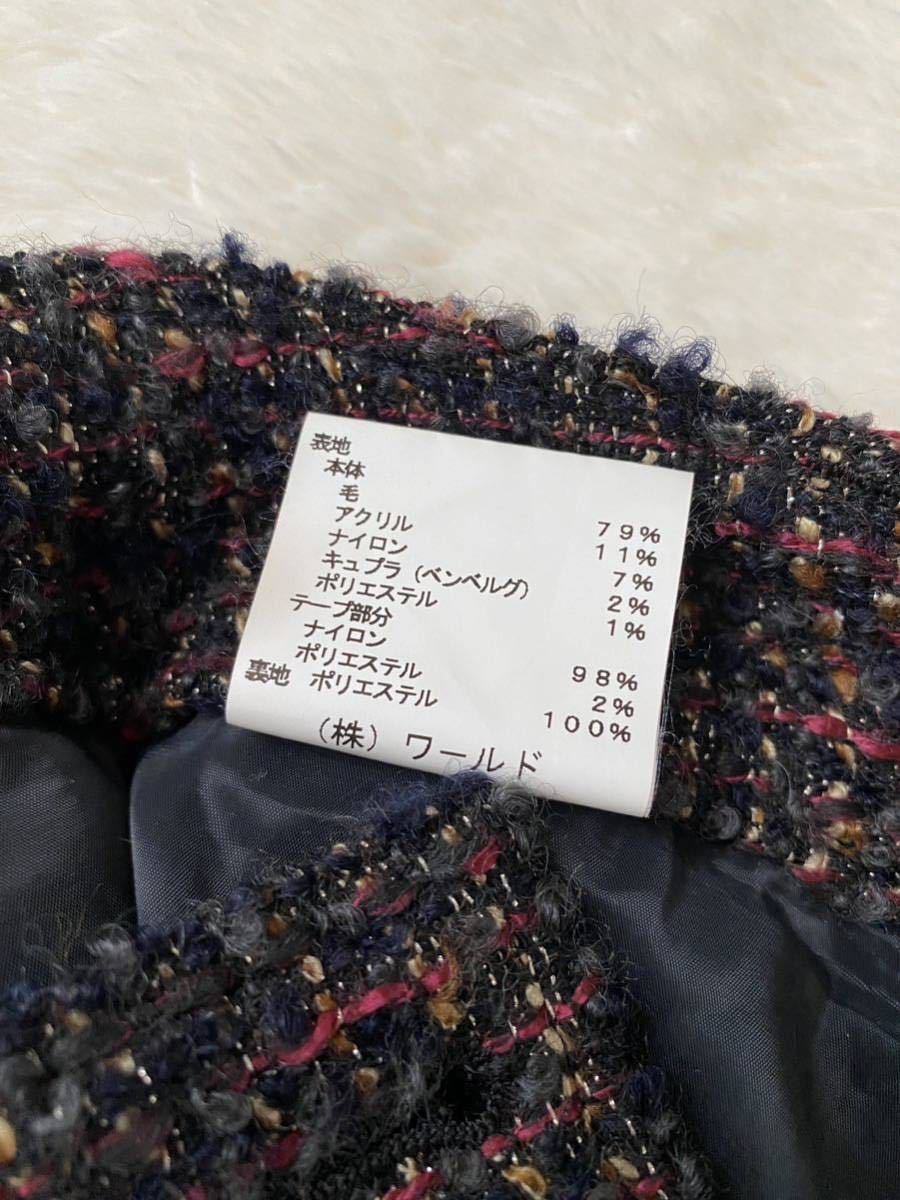 表地
本体
毛 79%
アクリル 11%
ナイロン 7%
キュプラ (ベンベルグ) 2%
ポリエステル 1%
テープ部分
ナイロン 98%
ポリエステル 2%
裏地 ポリエステル 100%
(株) ワールド